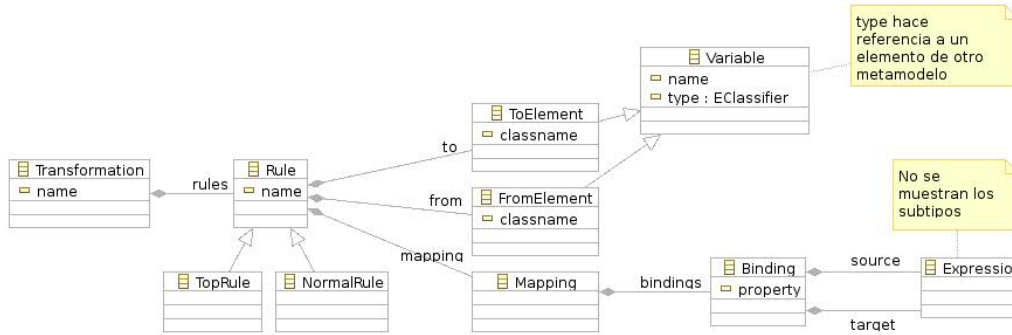 type hace
referencia a un
elemento de otro
metamodelo
Variable
name
type : EClassifier
ToElement
classname
to
Transformation
name
rules
Rule
name
from
FromElement
classname
No se
muestran los
subtipos
mapping
TopRule
NormalRule
Mapping
bindings
Binding
property
source
target
Expressio